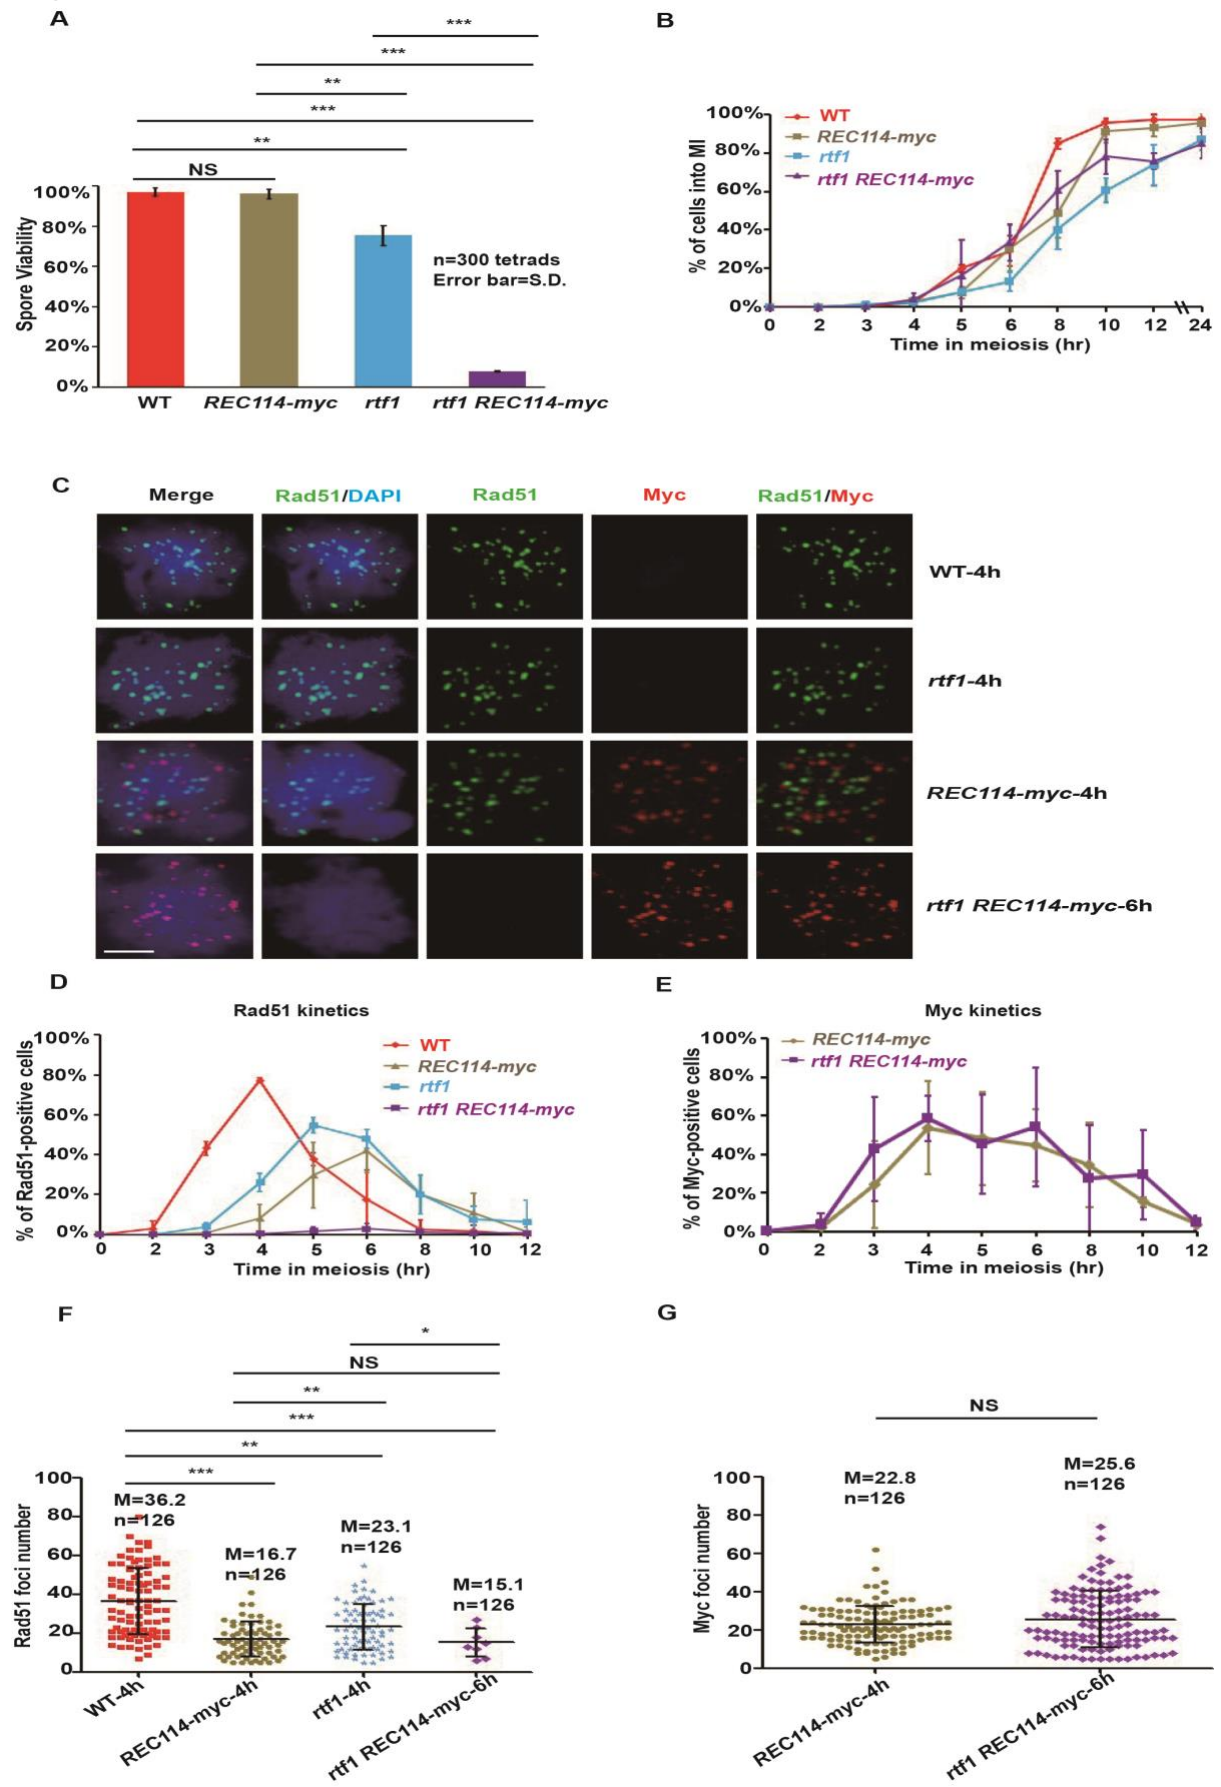 A
***
***
**
***
**
NS
100%
80%
60%
40%
20%
0%
Spore Viability
n=300 tetrads
Error bar=S.D.
WT REC114-myc rtf1 rtf1 REC114-myc
B
100%
80%
60%
40%
20%
0%
% of cells into MI
WT
REC114-myc
rtf1
rtf1 REC114-myc
0 2 3 4 5 6 8 10 12 24
Time in meiosis (hr)
C
Merge Rad51/DAPI Rad51 Myc Rad51/Myc
WT-4h
rtf1-4h
REC114-myc-4h
rtf1 REC114-myc-6h
D
Rad51 kinetics
100%
80%
60%
40%
20%
0%
% of Rad51-positive cells
WT
REC114-myc
rtf1
rtf1 REC114-myc
0 2 3 4 5 6 8 10 12
Time in meiosis (hr)
E
Myc kinetics
100%
80%
60%
40%
20%
0%
% of Myc-positive cells
REC114-myc
rtf1 REC114-myc
0 2 3 4 5 6 8 10 12
Time in meiosis (hr)
F
*
NS
**
***
**
***
100
80
60
40
20
0
Rad51 foci number
M=36.2
n=126
M=16.7
n=126
M=23.1
n=126
M=15.1
n=126
WT-4h
REC114-myc-4h
rtf1-4h
rtf1 REC114-myc-6h
G
NS
100
80
60
40
20
0
Myc foci number
M=22.8
n=126
M=25.6
n=126
REC114-myc-4h
rtf1 REC114-myc-6h